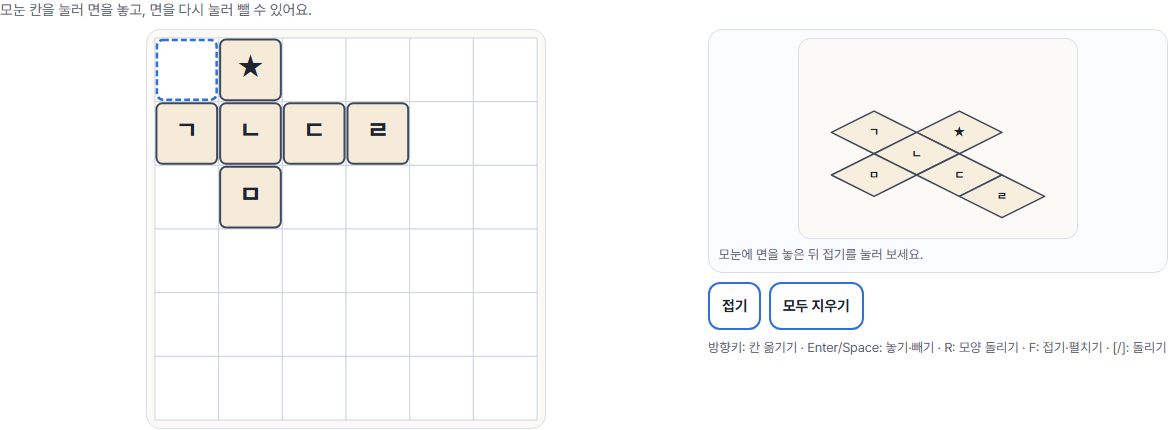 모눈 칸을 눌러 면을 놓고, 면을 다시 눌러 뺄 수 있어요.
★
ㄱ ㄴ ㄷ ㄹ
ㅁ
ㄱ ★
ㄴ
ㅁ ㄷ
ㄹ
모눈에 면을 놓은 뒤 접기를 눌러 보세요.
접기 모두 지우기
방향키: 칸 옮기기 · Enter/Space: 놓기·빼기 · R: 모양 돌리기 · F: 접기·펼치기 · [/]: 돌리기